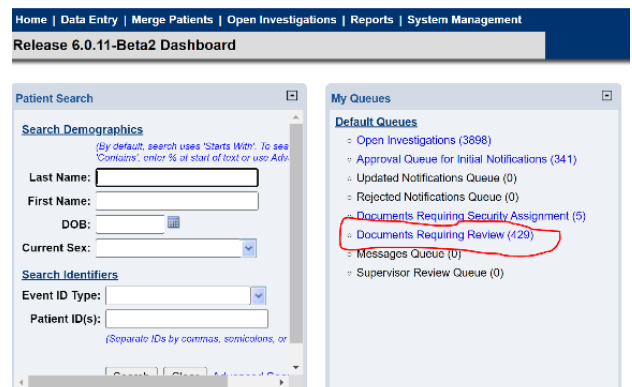 Home | Data Entry | Merge Patients | Open Investigations | Reports | System Management
Release 6.0.11-Beta2 Dashboard
Patient Search
Search Demographics
(By default, search uses 'Starts With'. To sea
'Contains', enter % at start of text or use Adv
Last Name:
First Name:
DOB:
Current Sex:
Search Identifiers
Event ID Type:
Patient ID(s):
(Separate IDs by commas, semicolons, or
Search Clear Advanced Sear
My Queues
Default Queues
Open Investigations (3898)
Approval Queue for Initial Notifications (341)
Updated Notifications Queue (0)
Rejected Notifications Queue (0)
Documents Requiring Security Assignment (5)
Documents Requiring Review (429)
Messages Queue (0)
Supervisor Review Queue (0)